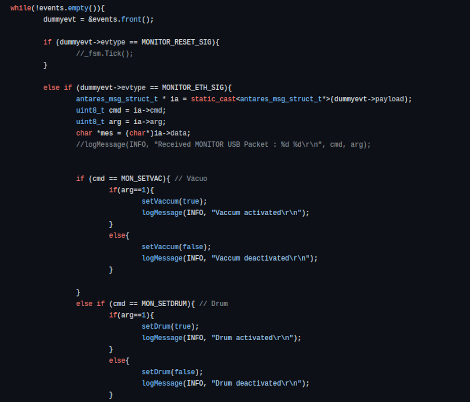 while(!events.empty()){
dummyevt = &events.front();
if (dummyevt->evtype == MONITOR_RESET_SIG){
//_fsm.Tick();
}
else if (dummyevt->evtype == MONITOR_ETH_SIG){
antares_msg_struct_t * ia = static_cast<antares_msg_struct_t*>(dummyevt->payload);
uint8_t cmd = ia->cmd;
uint8_t arg = ia->arg;
char *mes = (char*)ia->data;
//logMessage(INFO, "Received MONITOR USB Packet : %d %d\r\n", cmd, arg);
if (cmd == MON_SETVAC){ // Vacuo
if(arg==1){
setVaccum(true);
logMessage(INFO, "Vaccum activated\r\n");
}
else{
setVaccum(false);
logMessage(INFO, "Vaccum deactivated\r\n");
}
}
else if (cmd == MON_SETDRUM){ // Drum
if(arg==1){
setDrum(true);
logMessage(INFO, "Drum activated\r\n");
}
else{
setDrum(false);
logMessage(INFO, "Drum deactivated\r\n");
}